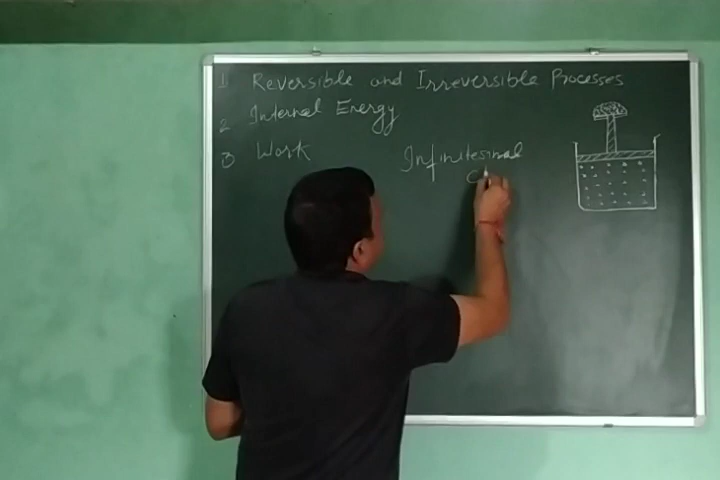 1 Reversible and Irreversible Processes
2 Internal Energy
3 Work
Infinitesimal
C